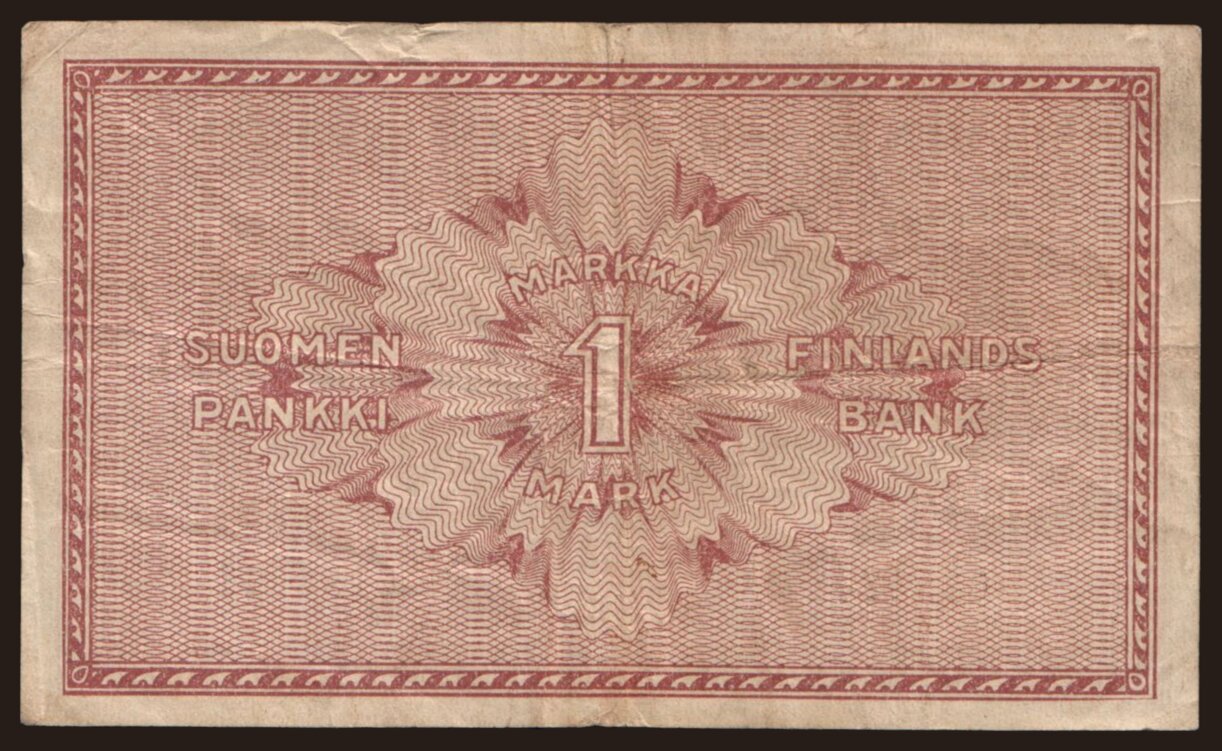 MARKKA
1
MARK
SUOMEN
PANKKI
FINLANDS
BANK